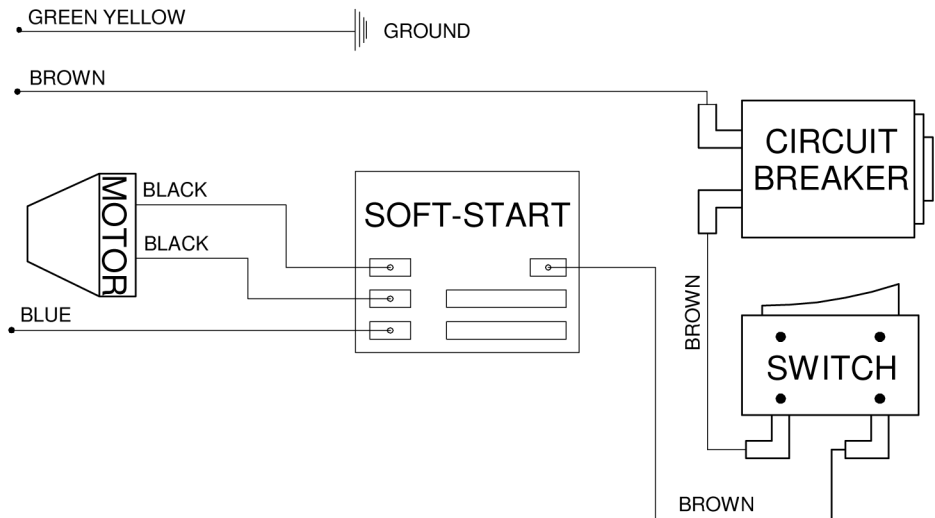 GREEN YELLOW
GROUND
BROWN
CIRCUIT
BREAKER
MOTOR
BLACK
SOFT-START
BLACK
BLUE
BROWN
SWITCH
BROWN